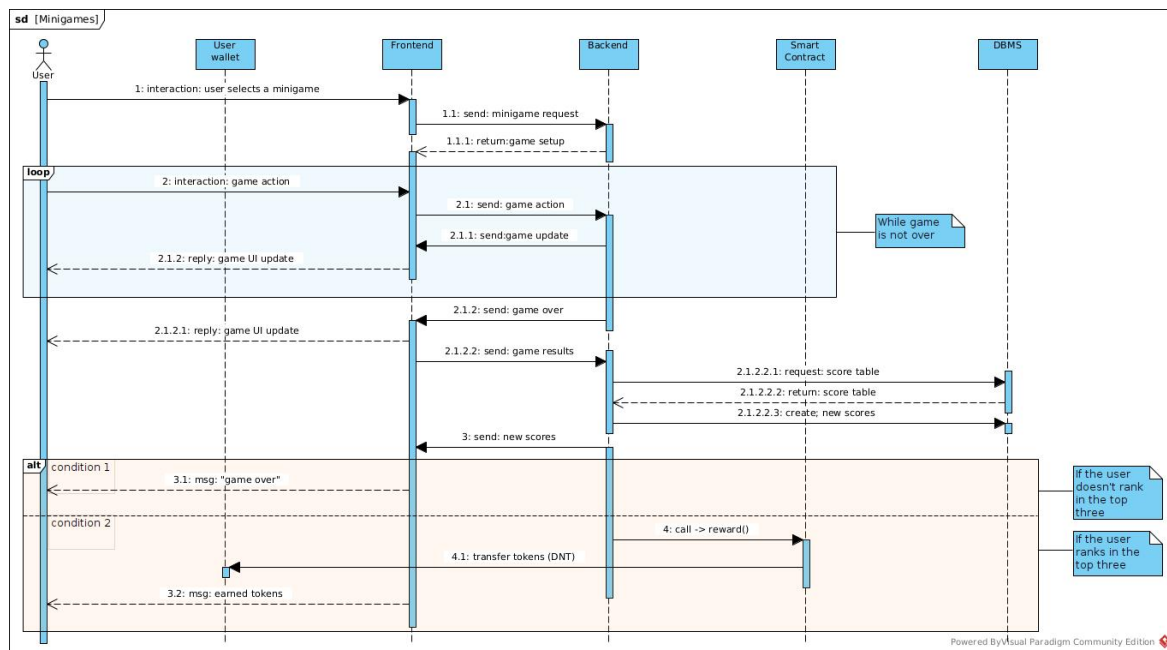 sd [Minigames]
User
User
wallet
Frontend
Backend
Smart
Contract
DBMS
1: interaction: user selects a minigame
1.1: send: minigame request
1.1.1: return:game setup
loop
2: interaction: game action
2.1: send: game action
While game
is not over
2.1.1: send:game update
2.1.2: reply: game UI update
2.1.2: send: game over
2.1.2.1: reply: game UI update
2.1.2.2: send: game results
2.1.2.2.1: request: score table
2.1.2.2.2: return: score table
2.1.2.2.3: create; new scores
3: send: new scores
alt
condition 1
3.1: msg: "game over"
If the user
doesn't rank
in the top
three
condition 2
4: call -> reward()
If the user
ranks in the
top three
4.1: transfer tokens (DNT)
3.2: msg: earned tokens
Powered ByVisual Paradigm Community Edition